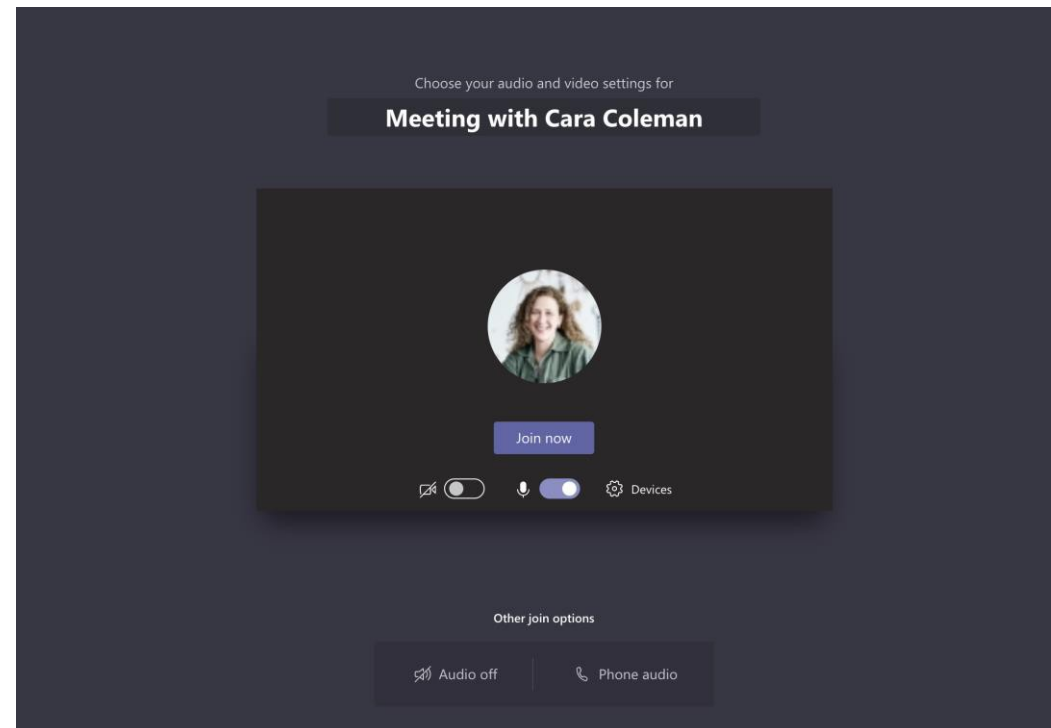 Choose your audio and video settings for
Meeting with Cara Coleman
Join now
Devices
Other join options
Audio off
Phone audio